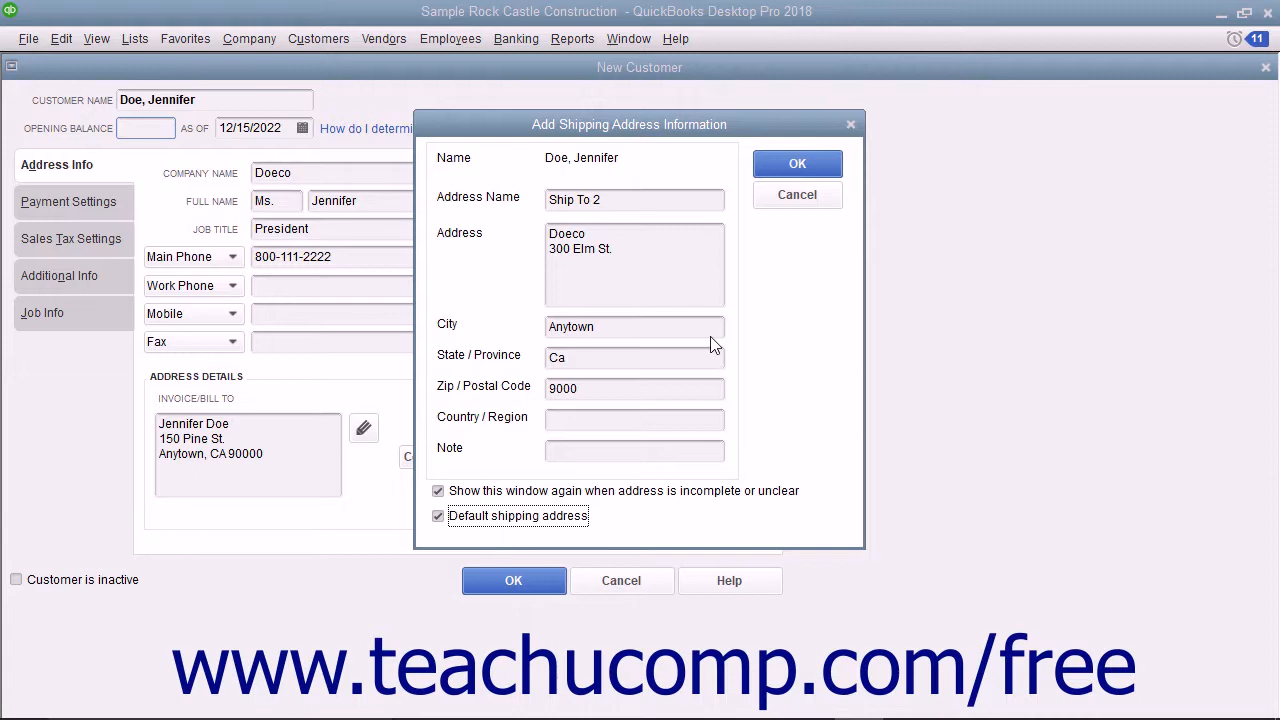 qb
Sample Rock Castle Construction - QuickBooks Desktop Pro 2018
File Edit View Lists Favorites Company Customers Vendors Employees Banking Reports Window Help
11
New Customer
CUSTOMER NAME Doe, Jennifer
OPENING BALANCE AS OF 12/15/2022 How do I determi
Address Info
Payment Settings
Sales Tax Settings
Additional Info
Job Info
COMPANY NAME Doeco
FULL NAME Ms. Jennifer
JOB TITLE President
Main Phone 800-111-2222
Work Phone
Mobile
Fax
ADDRESS DETAILS
INVOICE/BILL TO
Jennifer Doe
150 Pine St.
Anytown, CA 90000
Add Shipping Address Information
Name Doe, Jennifer
Address Name Ship To 2
Address Doeco
300 Elm St.
City Anytown
State / Province Ca
Zip / Postal Code 9000
Country / Region
Note
OK
Cancel
Show this window again when address is incomplete or unclear
Default shipping address
Customer is inactive
OK Cancel Help
www.teachucomp.com/free